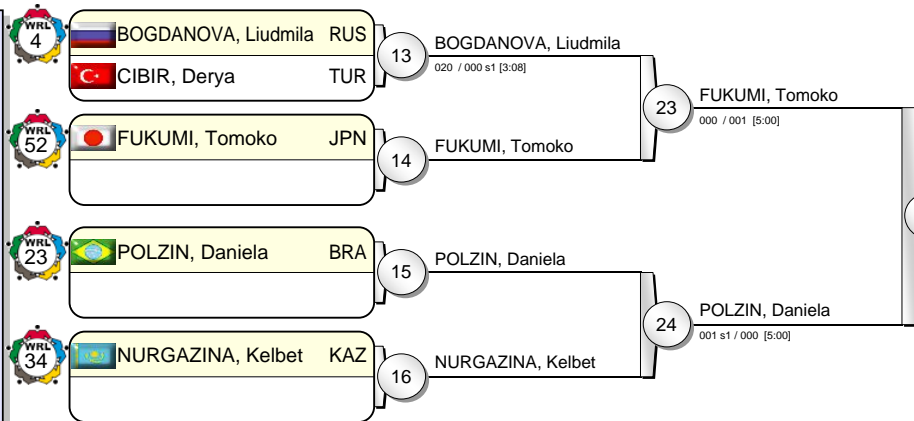 WRL
4
BOGDANOVA, Liudmila RUS
CIBIR, Derya TUR
13
BOGDANOVA, Liudmila
020 / 000 s1 [3:08]
WRL
52
FUKUMI, Tomoko JPN
14
FUKUMI, Tomoko
23
FUKUMI, Tomoko
000 / 001 [5:00]
WRL
23
POLZIN, Daniela BRA
15
POLZIN, Daniela
WRL
34
NURGAZINA, Kelbet KAZ
16
NURGAZINA, Kelbet
24
POLZIN, Daniela
001 s1 / 000 [5:00]